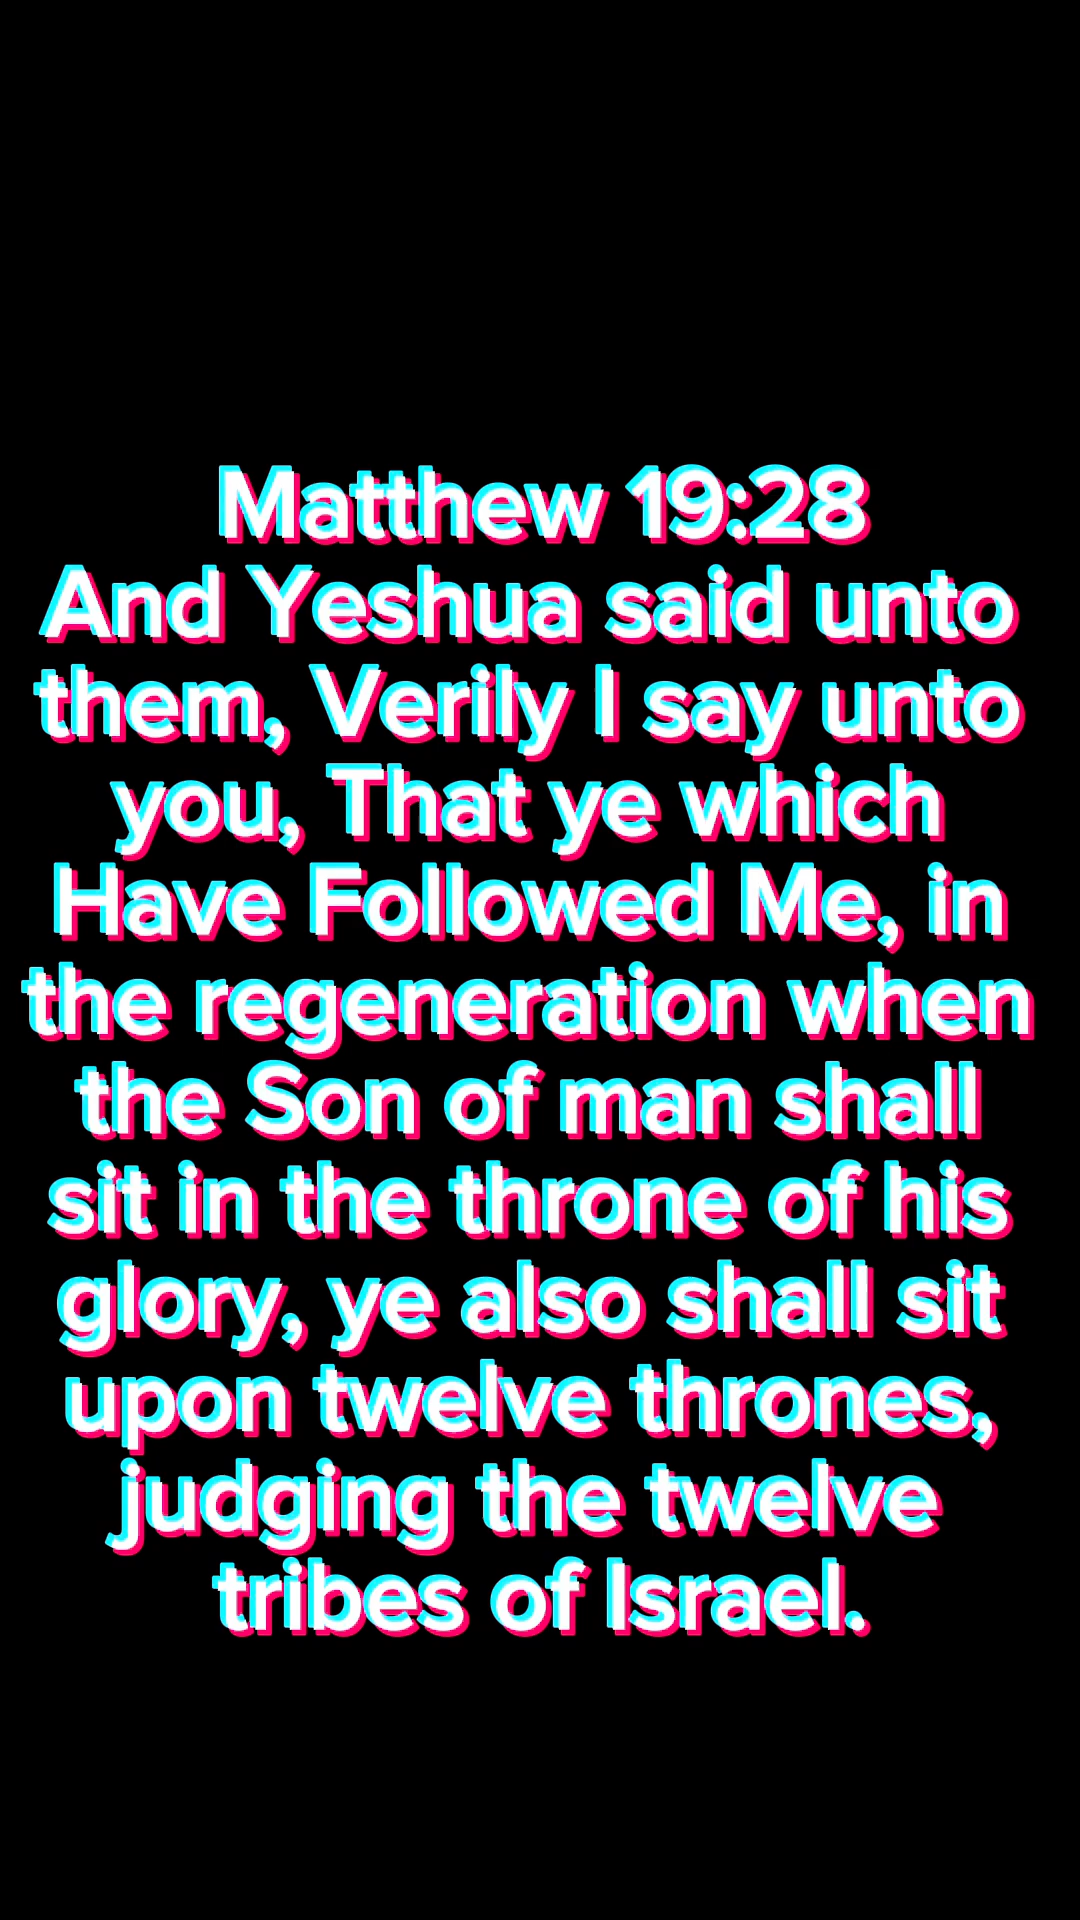 Matthew 19:28
And Yeshua said unto
them, Verily I say unto
you, That ye which
Have Followed Me, in
the regeneration when
the Son of man shall
sit in the throne of his
glory, ye also shall sit
upon twelve thrones,
judging the twelve
tribes of Israel.